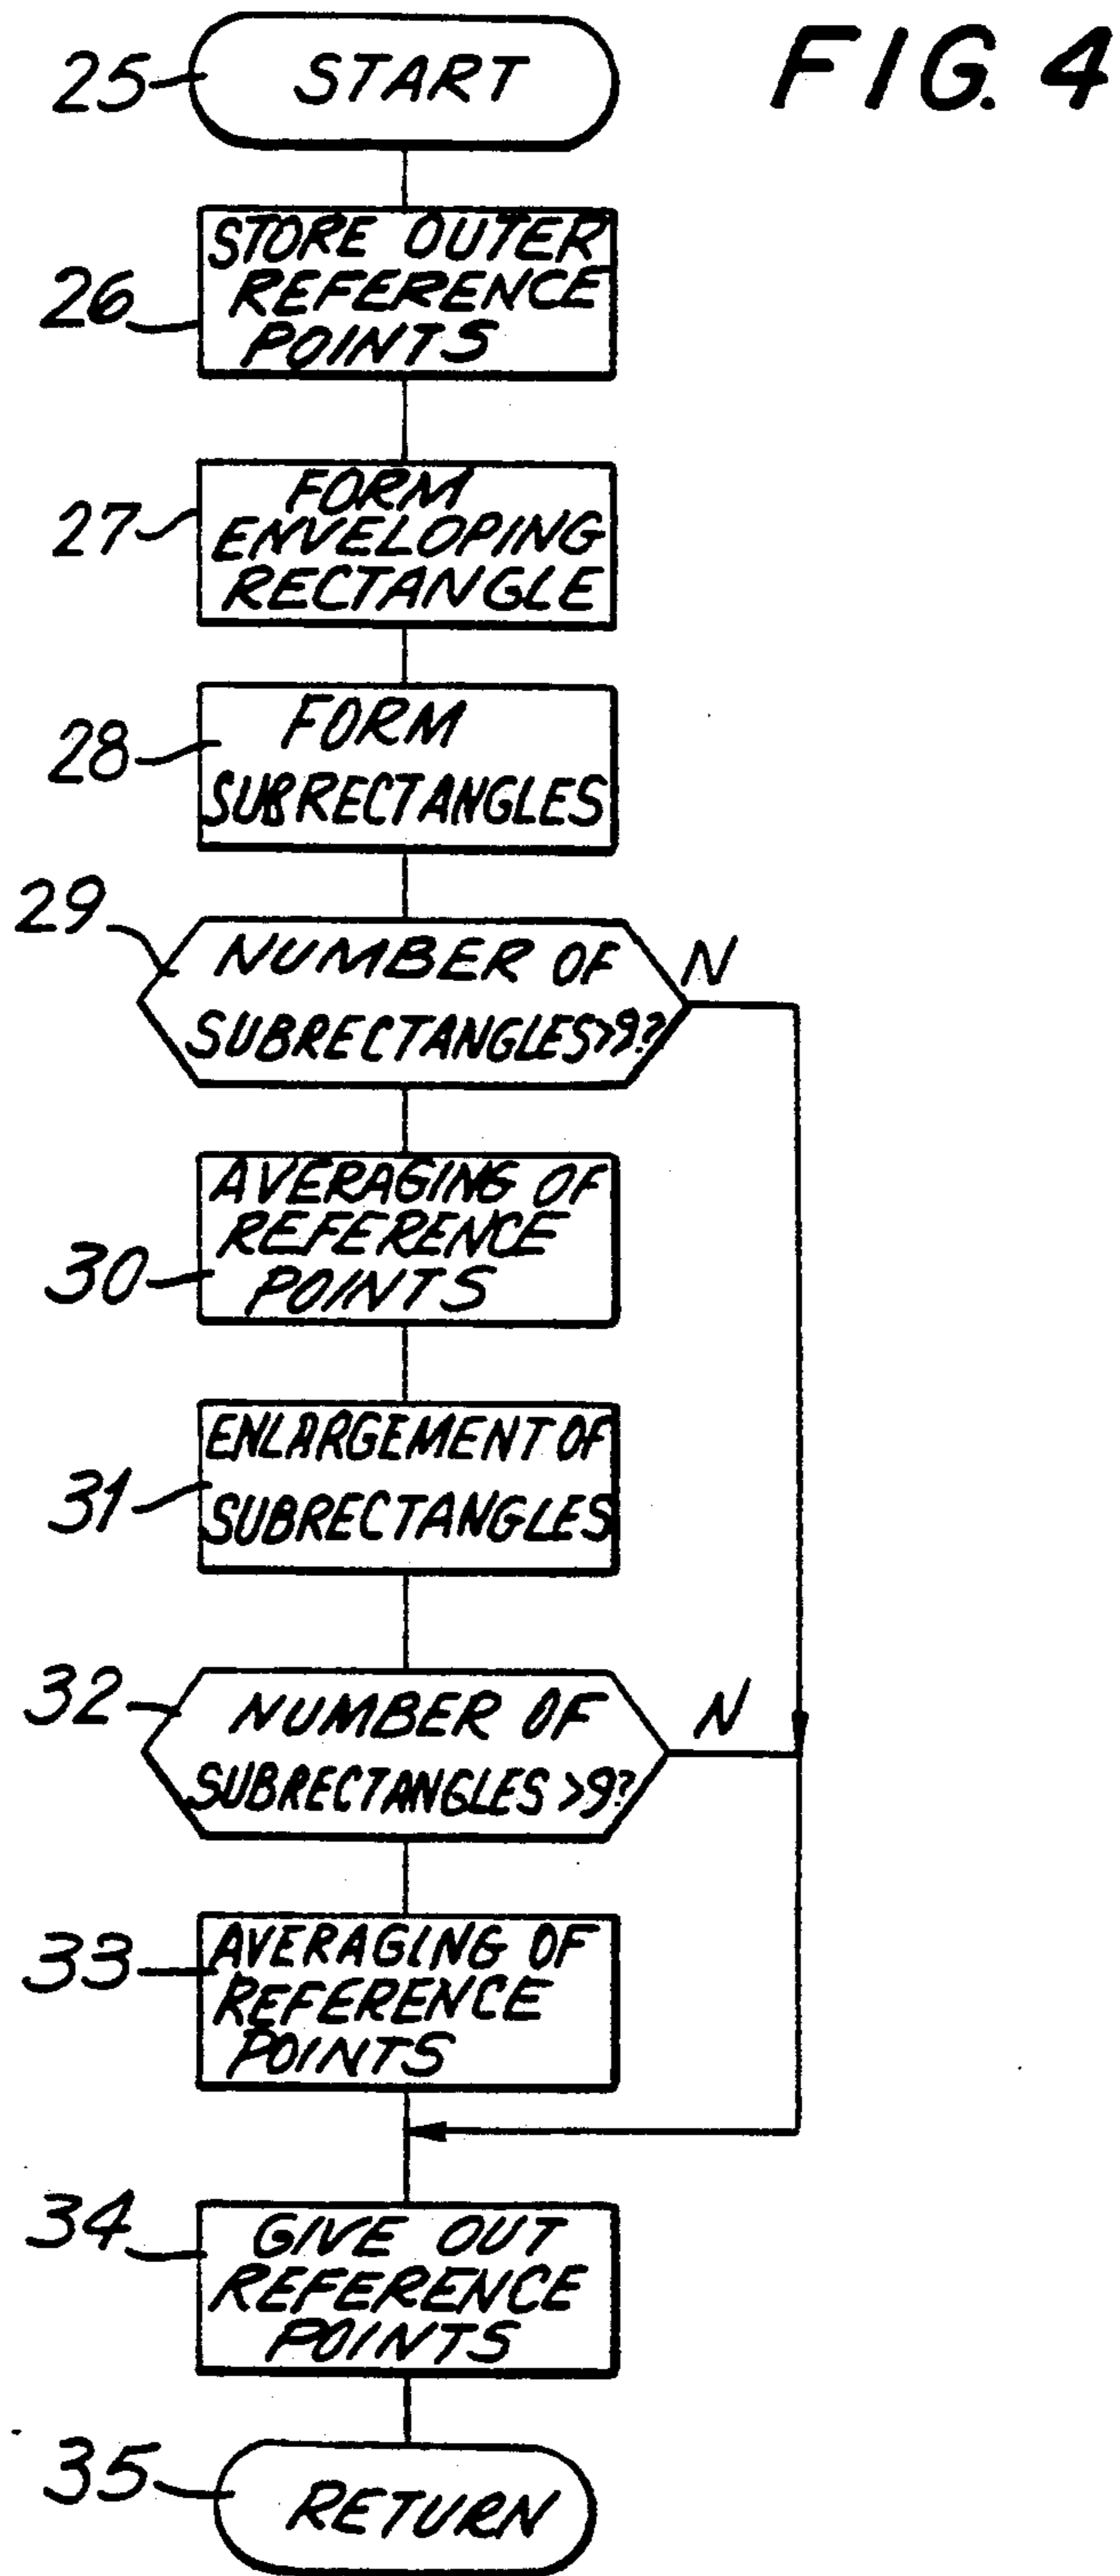 FIG. 4
25
START
26
STORE OUTER
REFERENCE
POINTS
27
FORM
ENVELOPING
RECTANGLE
28
FORM
SUBRECTANGLES
29
NUMBER OF
SUBRECTANGLES>9?
N
30
AVERAGING OF
REFERENCE
POINTS
31
ENLARGEMENT OF
SUBRECTANGLES
32
NUMBER OF
SUBRECTANGLES >9?
N
33
AVERAGING OF
REFERENCE
POINTS
34
GIVE OUT
REFERENCE
POINTS
35
RETURN